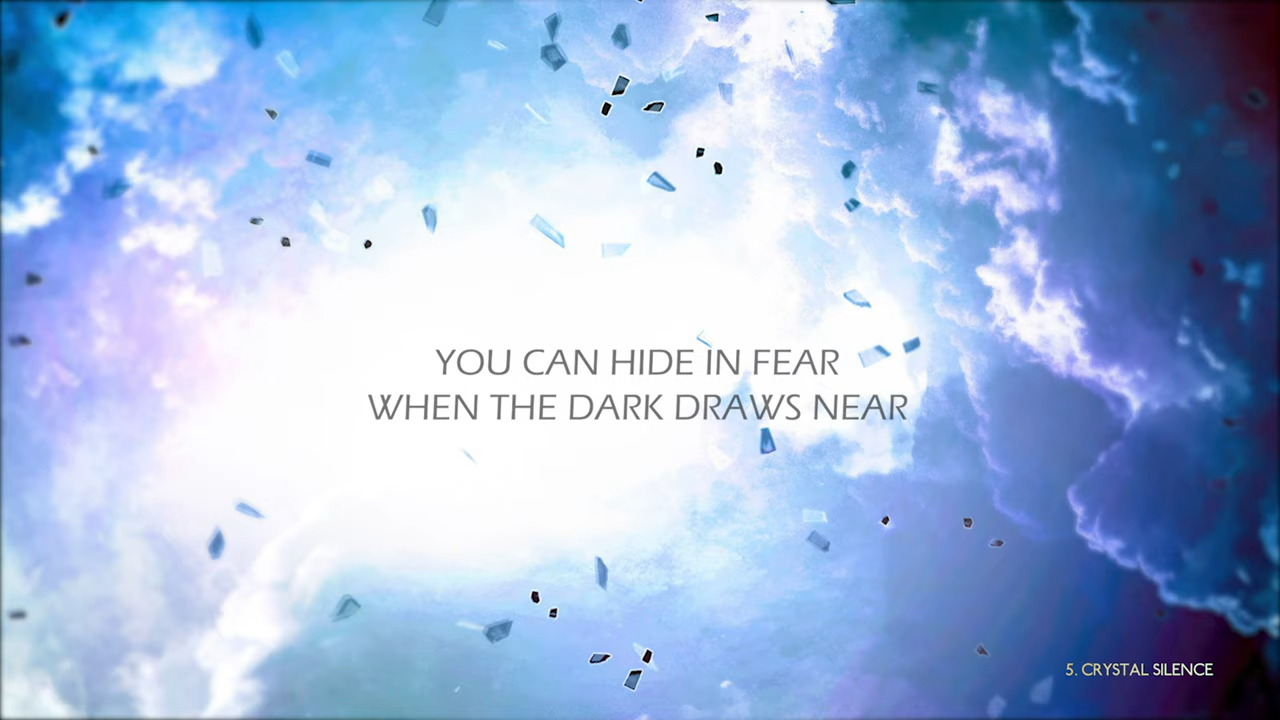 YOU CAN HIDE IN FEAR
WHEN THE DARK DRAWS NEAR
5. CRYSTAL SILENCE